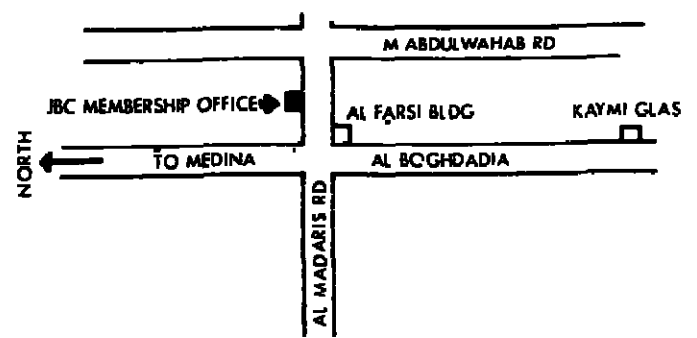 M ABDULWAHAB RD
JBC MEMBERSHIP OFFICE
AL FARSI BLDG
KAYMI GLAS
NORTH
TO MEDINA
AL BOGHDADIA
AL MADARIS RD